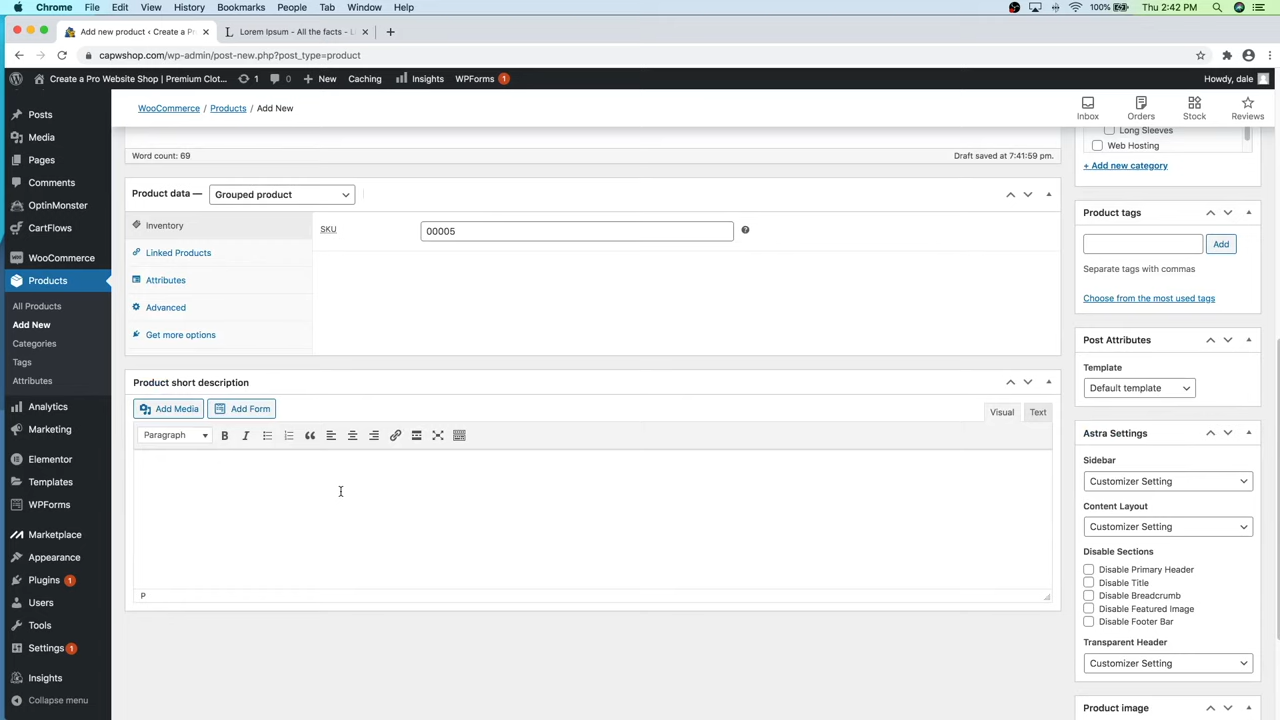 Chrome File Edit View History Bookmarks People Tab Window Help 100% Thu 2:42 PM
Add new product ‹ Create a Pr Lorem Ipsum - All the facts - Li
capwshop.com/wp-admin/post-new.php?post_type=product
Create a Pro Website Shop | Premium Clot... 1 0 New Caching Insights WPForms 1 Howdy, dale
WooCommerce / Products / Add New
Inbox Orders Stock Reviews
Posts
Media
Pages
Comments
OptinMonster
CartFlows
WooCommerce
Products
All Products
Add New
Categories
Tags
Attributes
Analytics
Marketing
Elementor
Templates
WPForms
Marketplace
Appearance
Plugins 1
Users
Tools
Settings 1
Insights
Collapse menu
Word count: 69 Draft saved at 7:41:59 pm.
Product data — Grouped product
Inventory
Linked Products
Attributes
Advanced
Get more options
SKU 00005
Product short description
Add Media Add Form
Visual Text
Paragraph B I
P
Long Sleeves
Web Hosting
+ Add new category
Product tags
Add
Separate tags with commas
Choose from the most used tags
Post Attributes
Template
Default template
Astra Settings
Sidebar
Customizer Setting
Content Layout
Customizer Setting
Disable Sections
Disable Primary Header
Disable Title
Disable Breadcrumb
Disable Featured Image
Disable Footer Bar
Transparent Header
Customizer Setting
Product image